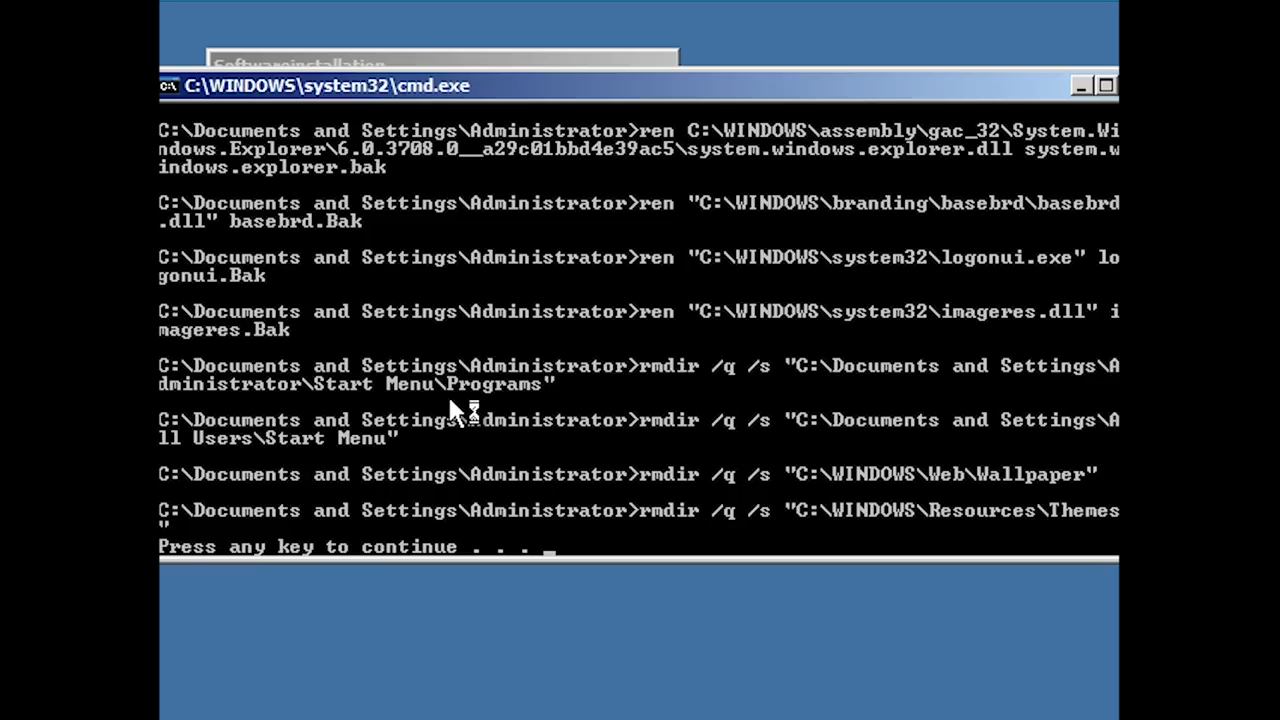 Softwareinstallation
C:\WINDOWS\system32\cmd.exe
C:\Documents and Settings\Administrator>ren C:\WINDOWS\assembly\gac_32\System.Wi
ndows.Explorer\6.0.3708.0__a29c01bbd4e39ac5\system.windows.explorer.dll system.w
indows.explorer.bak
C:\Documents and Settings\Administrator>ren "C:\WINDOWS\branding\basebrd\basebrd
.dll" basebrd.Bak
C:\Documents and Settings\Administrator>ren "C:\WINDOWS\system32\logonui.exe" lo
gonui.Bak
C:\Documents and Settings\Administrator>ren "C:\WINDOWS\system32\imageres.dll" i
mageres.Bak
C:\Documents and Settings\Administrator>rmdir /q /s "C:\Documents and Settings\A
dministrator\Start Menu\Programs"
C:\Documents and Settings\Administrator>rmdir /q /s "C:\Documents and Settings\A
ll Users\Start Menu"
C:\Documents and Settings\Administrator>rmdir /q /s "C:\WINDOWS\Web\Wallpaper"
C:\Documents and Settings\Administrator>rmdir /q /s "C:\WINDOWS\Resources\Themes
"
Press any key to continue . . . _